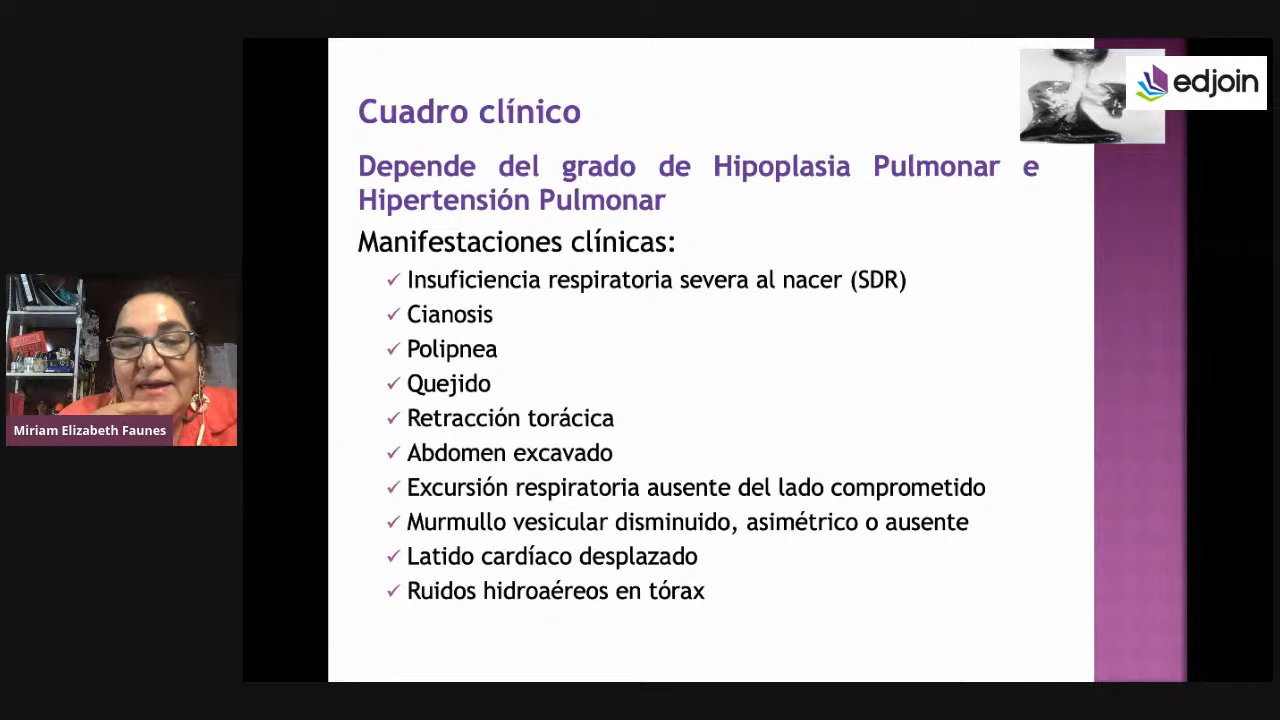 edjoin
Cuadro clínico
Depende del grado de Hipoplasia Pulmonar e
Hipertensión Pulmonar
Manifestaciones clínicas:
✓ Insuficiencia respiratoria severa al nacer (SDR)
✓ Cianosis
✓ Polipnea
✓ Quejido
✓ Retracción torácica
✓ Abdomen excavado
✓ Excursión respiratoria ausente del lado comprometido
✓ Murmullo vesicular disminuido, asimétrico o ausente
✓ Latido cardíaco desplazado
✓ Ruidos hidroaéreos en tórax
Miriam Elizabeth Faunes